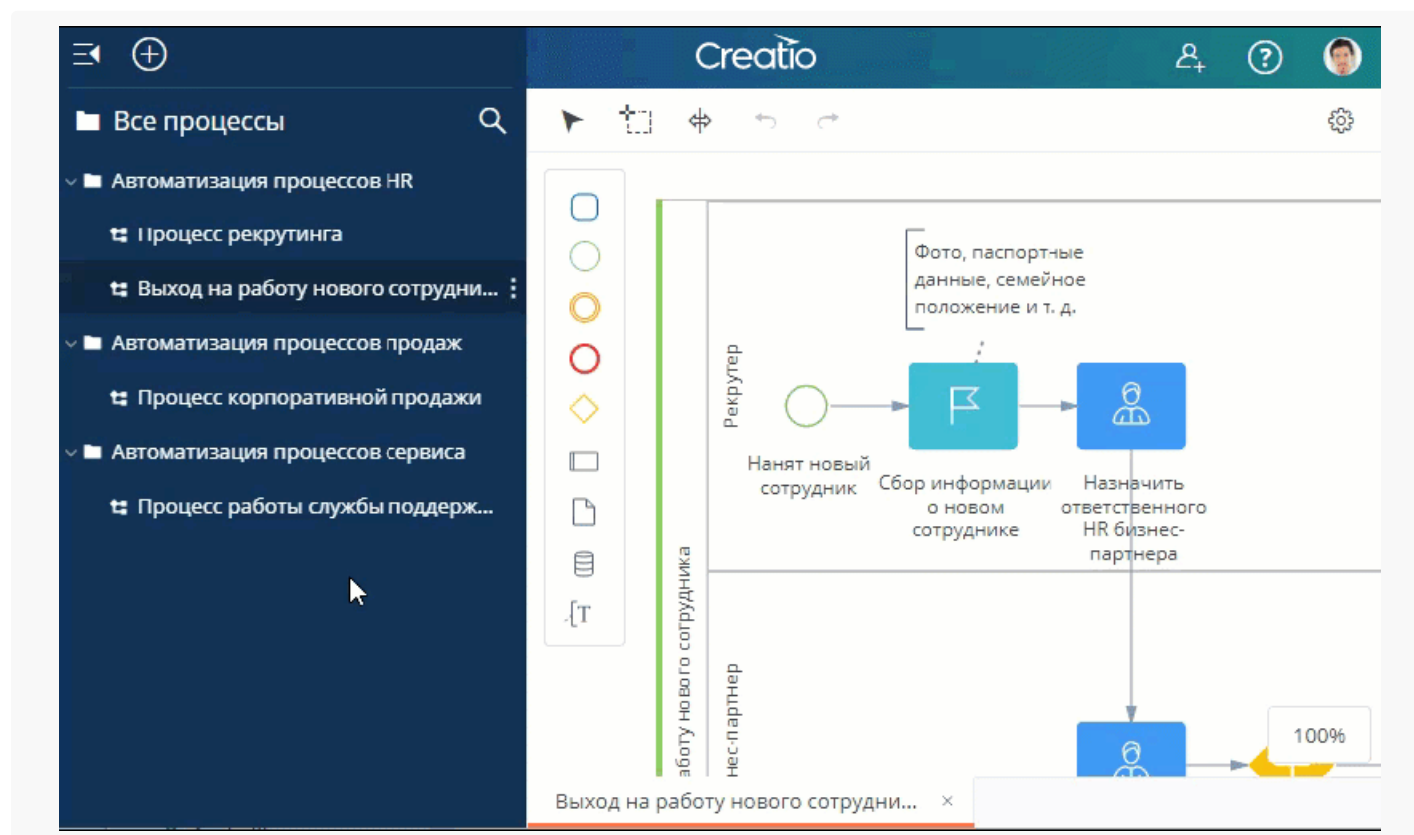 Creatio
Все процессы
Автоматизация процессов HR
Процесс рекрутинга
Выход на работу нового сотрудни...
Автоматизация процессов продаж
Процесс корпоративной продажи
Автоматизация процессов сервиса
Процесс работы службы поддерж...
T
Фото, паспортные
данные, семейное
положение и т. д.
Рекрутер
Нанят новый
сотрудник
Сбор информации
о новом
сотруднике
Назначить
ответственного
HR бизнес-
партнера
аботу нового сотрудника
нес-партнер
100%
Выход на работу нового сотрудни...